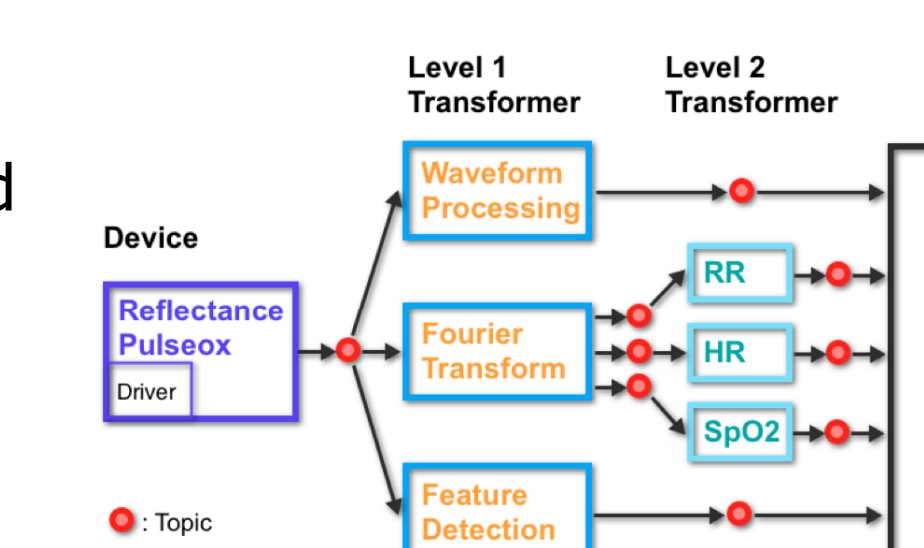 Level 1
Transformer
Level 2
Transformer
Waveform
Processing
d
Device
Reflectance
Pulseox
Driver
RR
Fourier
Transform
HR
SpO2
Feature
Detection
: Topic